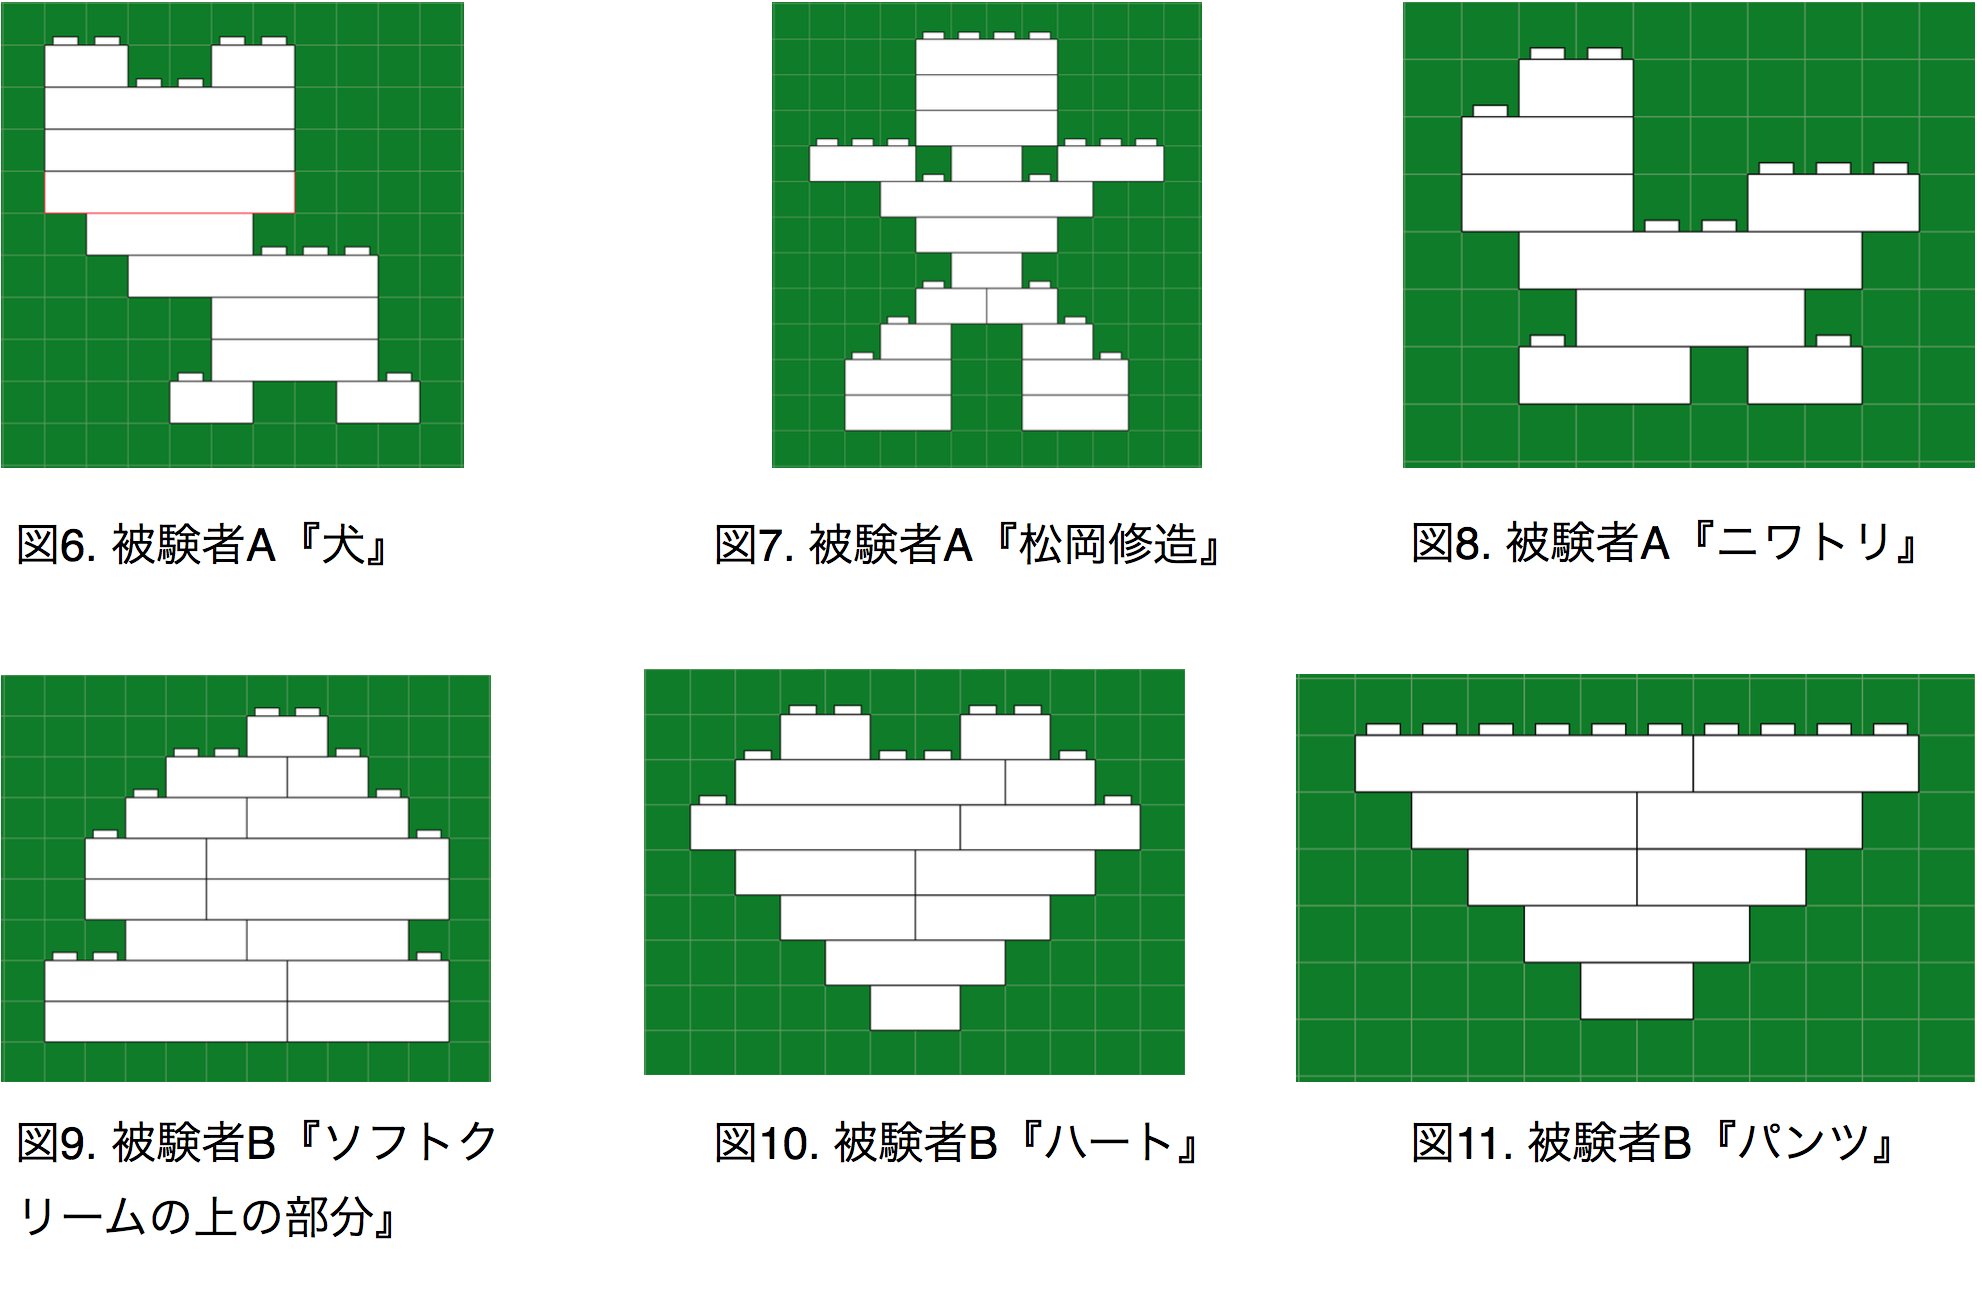 図6. 被験者A『犬』
図7. 被験者A『松岡修造』
図8. 被験者A『ニワトリ』
図9. 被験者B『ソフトク
リームの上の部分』
図10. 被験者B『ハート』
図11. 被験者B『パンツ』